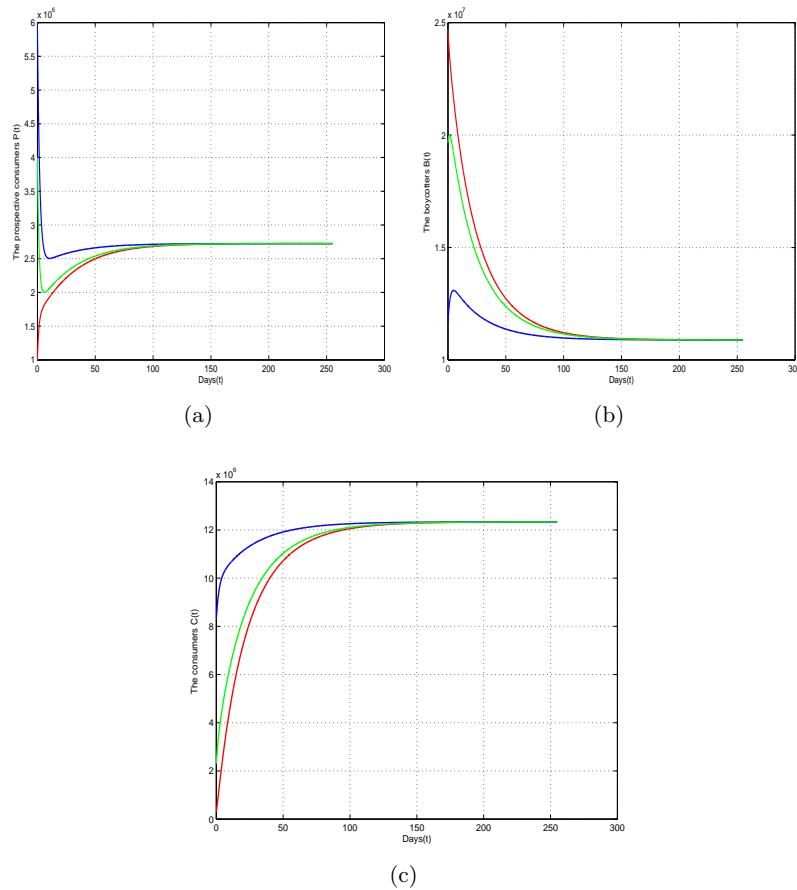 x 10^6
6
5.5
5
4.5
4
3.5
3
2.5
2
1.5
1
The prospective consumers P(t)
0 50 100 150 200 250 300
Days(t)
(a)
x 10^7
2.5
2
1.5
1
The boycotters B(t)
0 50 100 150 200 250 300
Days(t)
(b)
x 10^6
14
12
10
8
6
4
2
0
The consumers C(t)
0 50 100 150 200 250 300
Days(t)
(c)